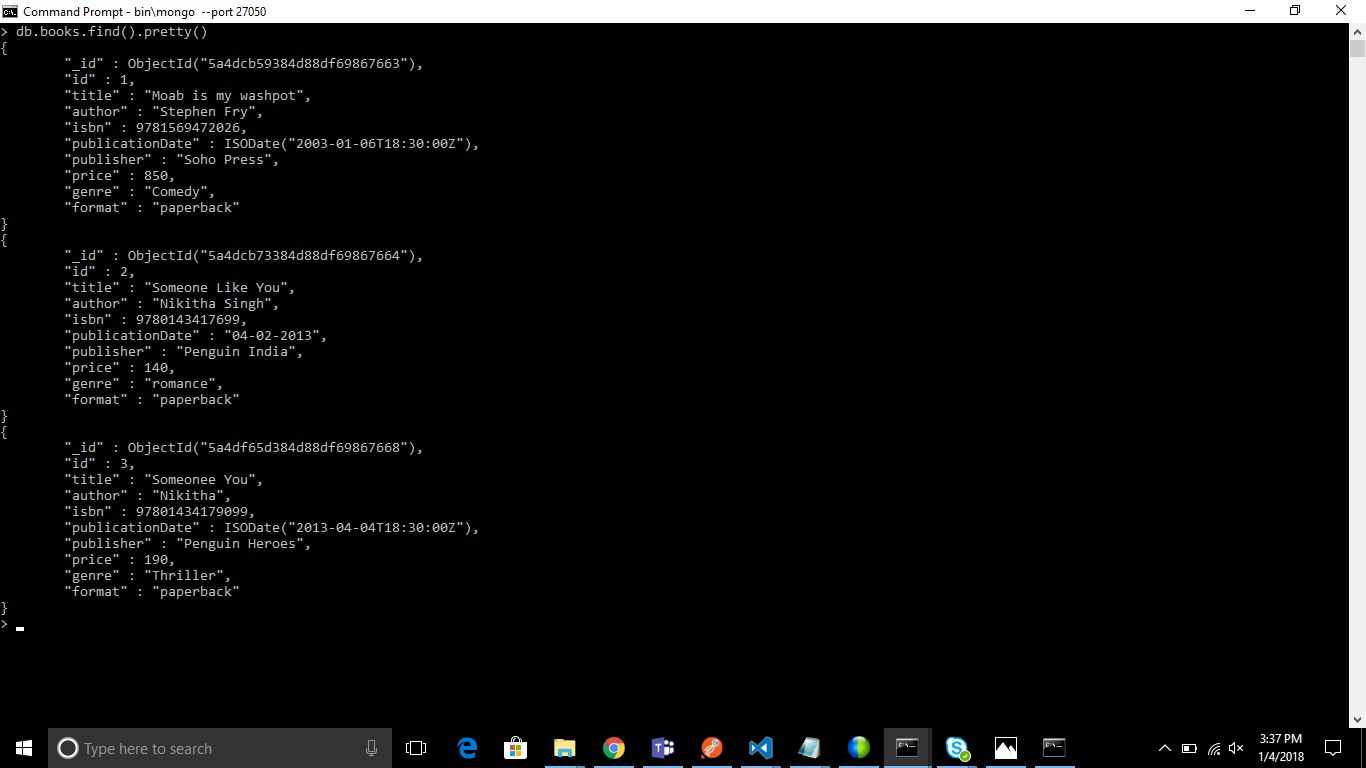 Command Prompt - bin\mongo  --port 27050
> db.books.find().pretty()
{
        "_id" : ObjectId("5a4dcb59384d88df69867663"),
        "id" : 1,
        "title" : "Moab is my washpot",
        "author" : "Stephen Fry",
        "isbn" : 9781569472026,
        "publicationDate" : ISODate("2003-01-06T18:30:00Z"),
        "publisher" : "Soho Press",
        "price" : 850,
        "genre" : "Comedy",
        "format" : "paperback"
}
{
        "_id" : ObjectId("5a4dcb73384d88df69867664"),
        "id" : 2,
        "title" : "Someone Like You",
        "author" : "Nikitha Singh",
        "isbn" : 9780143417699,
        "publicationDate" : "04-02-2013",
        "publisher" : "Penguin India",
        "price" : 140,
        "genre" : "romance",
        "format" : "paperback"
}
{
        "_id" : ObjectId("5a4df65d384d88df69867668"),
        "id" : 3,
        "title" : "Someonee You",
        "author" : "Nikitha",
        "isbn" : 97801434179099,
        "publicationDate" : ISODate("2013-04-04T18:30:00Z"),
        "publisher" : "Penguin Heroes",
        "price" : 190,
        "genre" : "Thriller",
        "format" : "paperback"
}
>
Type here to search
3:37 PM
1/4/2018